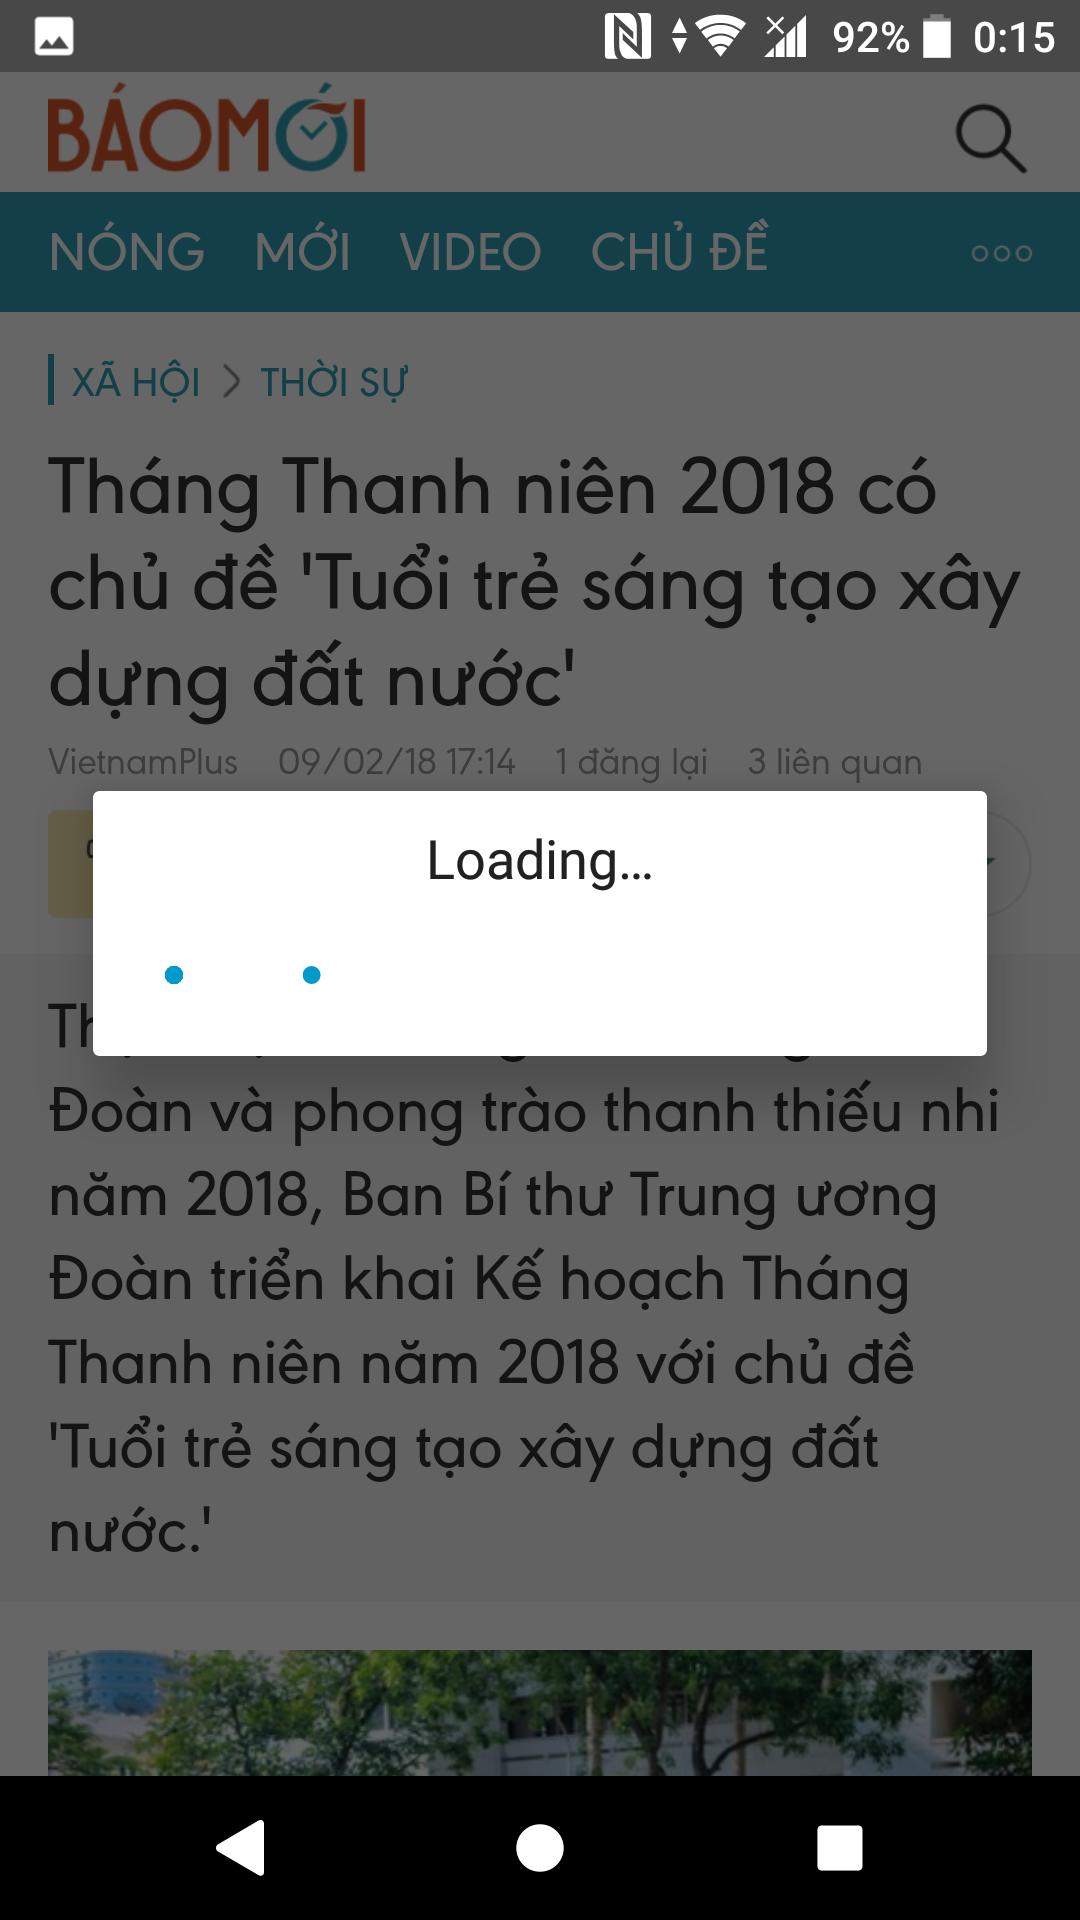 92% 0:15
BÁOMỚI
NÓNG MỚI VIDEO CHỦ ĐỀ
XÃ HỘI > THỜI SỰ
Tháng Thanh niên 2018 có
chủ đề 'Tuổi trẻ sáng tạo xây
dựng đất nước'
VietnamPlus 09/02/18 17:14 1 đăng lại 3 liên quan
Loading...
Đoàn và phong trào thanh thiếu nhi
năm 2018, Ban Bí thư Trung ương
Đoàn triển khai Kế hoạch Tháng
Thanh niên năm 2018 với chủ đề
'Tuổi trẻ sáng tạo xây dựng đất
nước.'